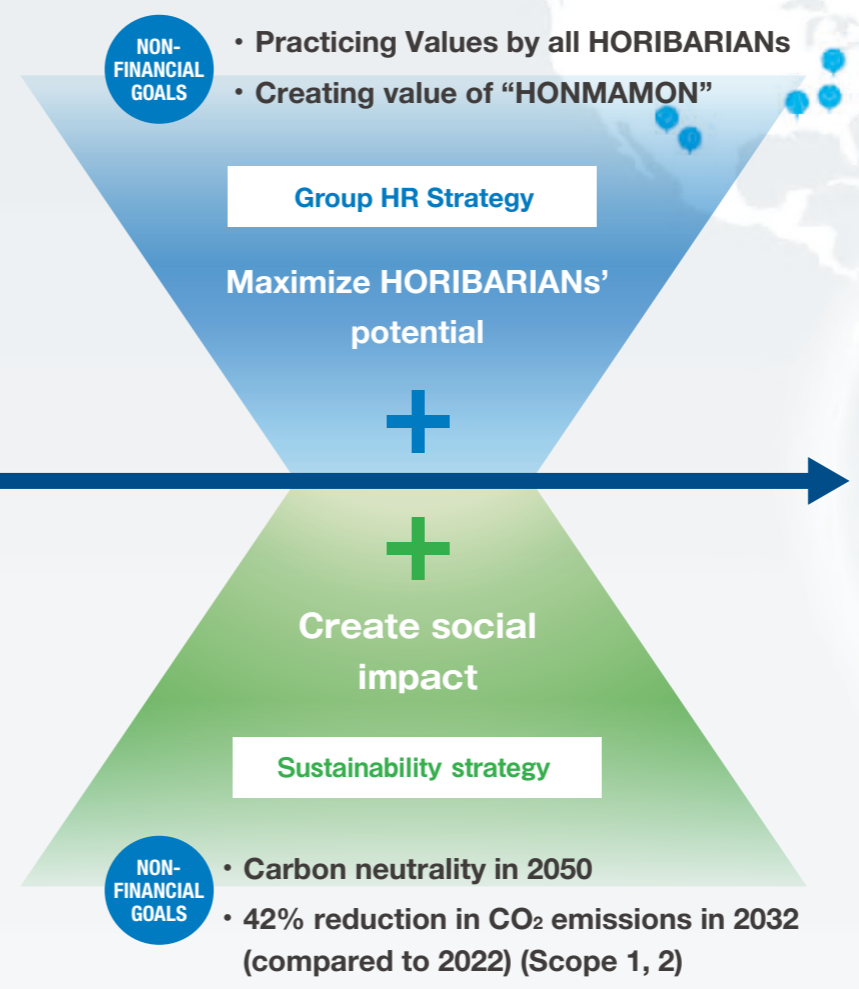 NON-
FINANCIAL
GOALS
・Practicing Values by all HORIBARIANs
・Creating value of “HONMAMON”
Group HR Strategy
Maximize HORIBARIANs’
potential
+
+
Create social
impact
Sustainability strategy
NON-
FINANCIAL
GOALS
・Carbon neutrality in 2050
・42% reduction in CO₂ emissions in 2032
(compared to 2022) (Scope 1, 2)